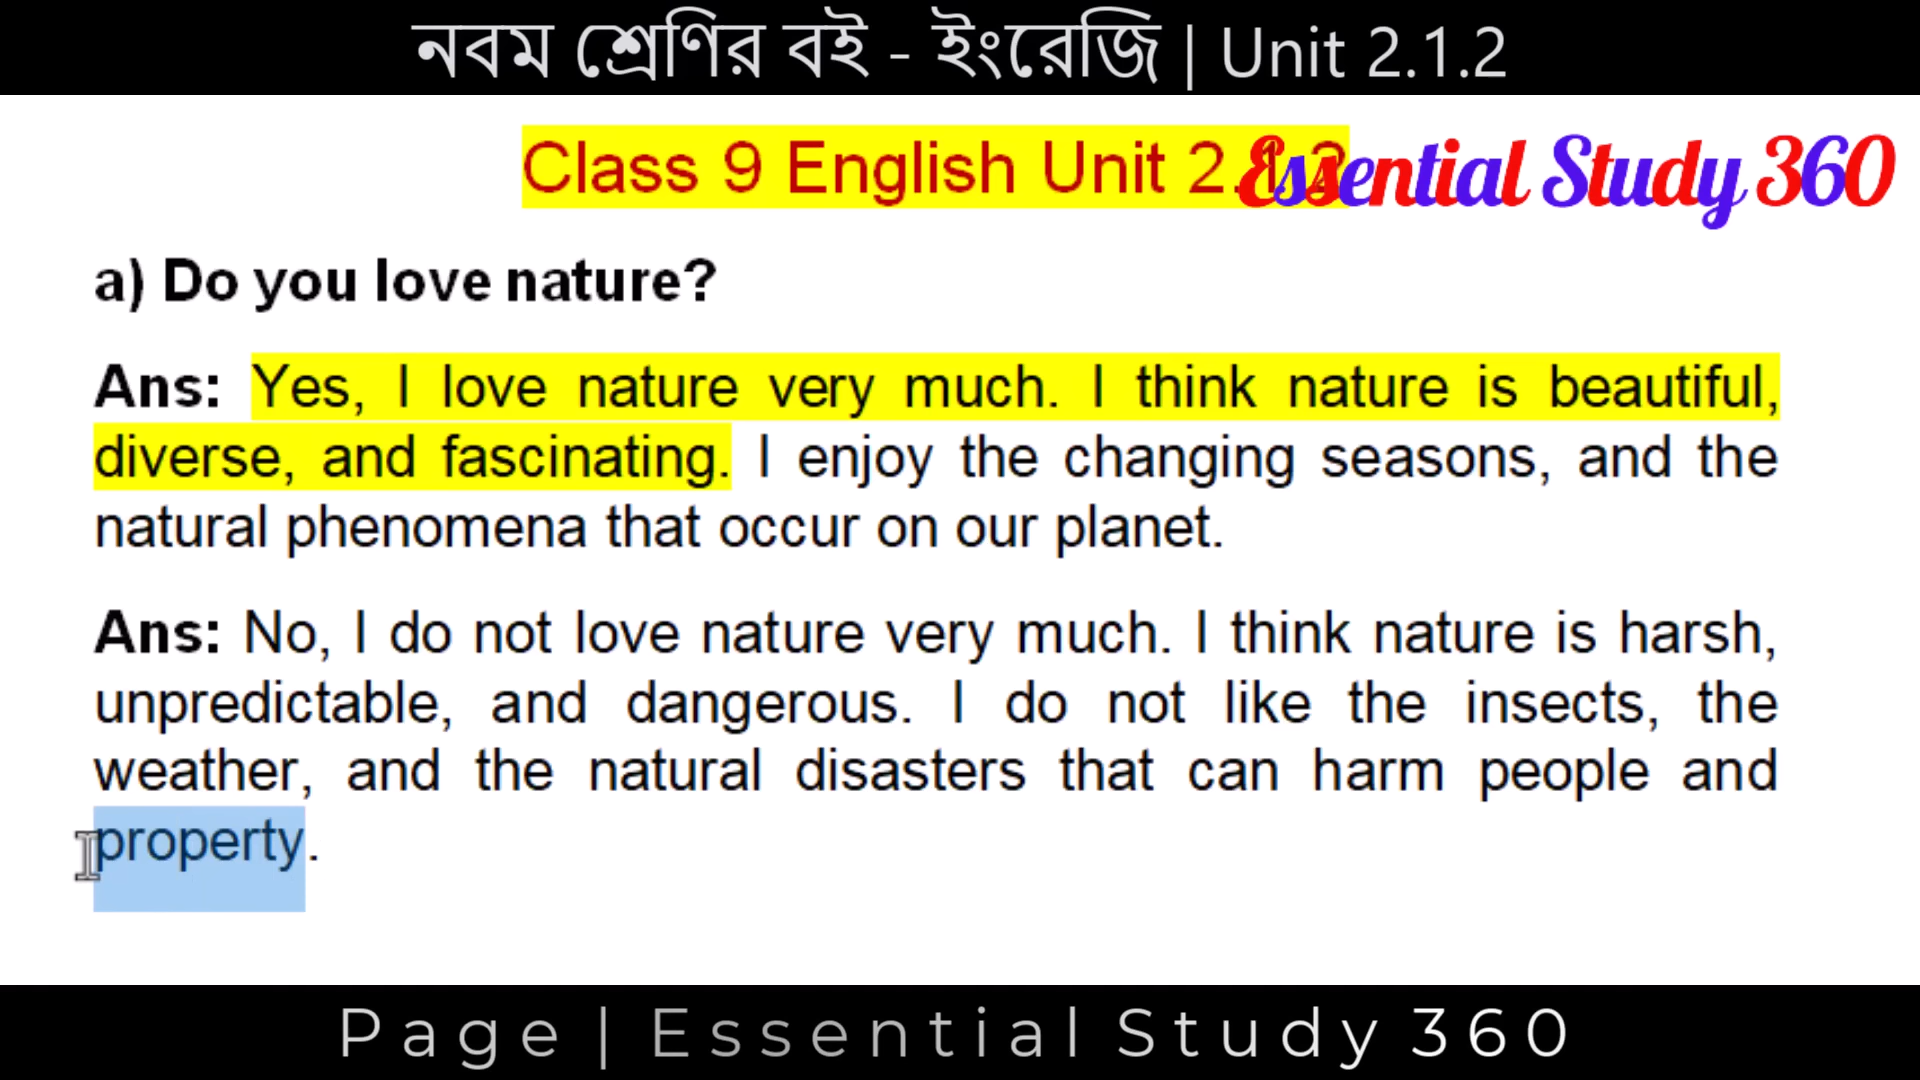 নবম শ্রেণির বই - ইংরেজি | Unit 2.1.2
Class 9 English Unit 2.1.2
Essential Study 360
a) Do you love nature?
Ans: Yes, I love nature very much. I think nature is beautiful,
diverse, and fascinating. I enjoy the changing seasons, and the
natural phenomena that occur on our planet.
Ans: No, I do not love nature very much. I think nature is harsh,
unpredictable, and dangerous. I do not like the insects, the
weather, and the natural disasters that can harm people and
property.
Page | Essential Study 360